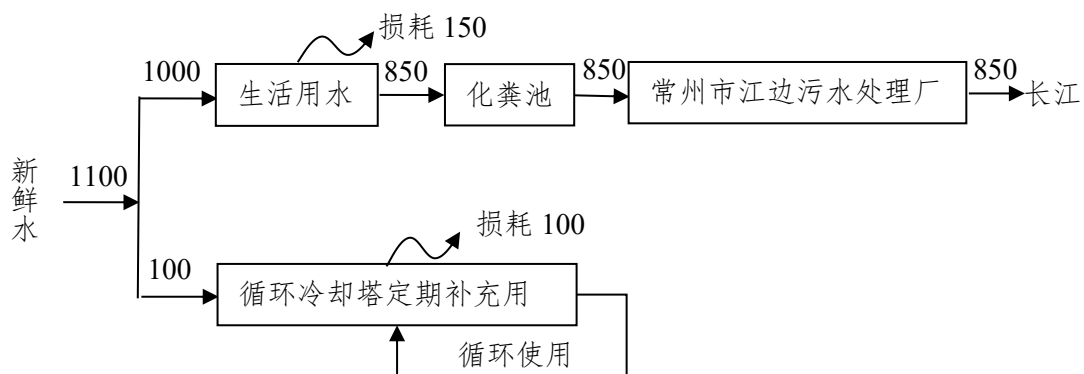 损耗 150
1000
生活用水
850
化粪池
850
常州市江边污水处理厂
850
长江
新鲜水
1100
损耗 100
100
循环冷却塔定期补充用
循环使用